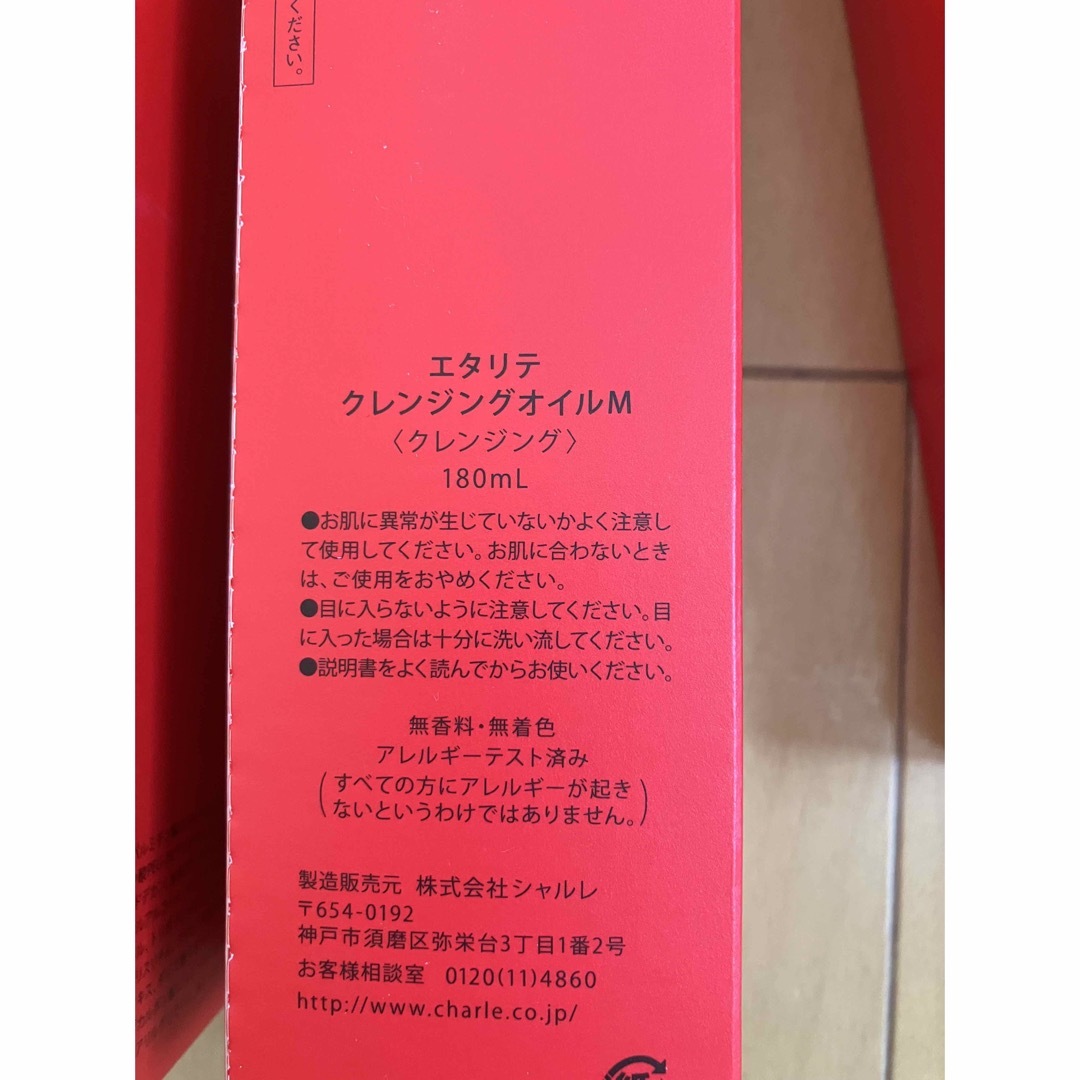 ください。
エタリテ
クレンジングオイルM
〈クレンジング〉
180mL
●お肌に異常が生じていないかよく注意し
て使用してください。お肌に合わないとき
は、ご使用をおやめください。
●目に入らないように注意してください。目
に入った場合は十分に洗い流してください。
●説明書をよく読んでからお使いください。
無香料・無着色
アレルギーテスト済み
(すべての方にアレルギーが起き
ないというわけではありません。)
製造販売元 株式会社シャルレ
〒654-0192
神戸市須磨区弥栄台3丁目1番2号
お客様相談室 0120(11)4860
http://www.charle.co.jp/